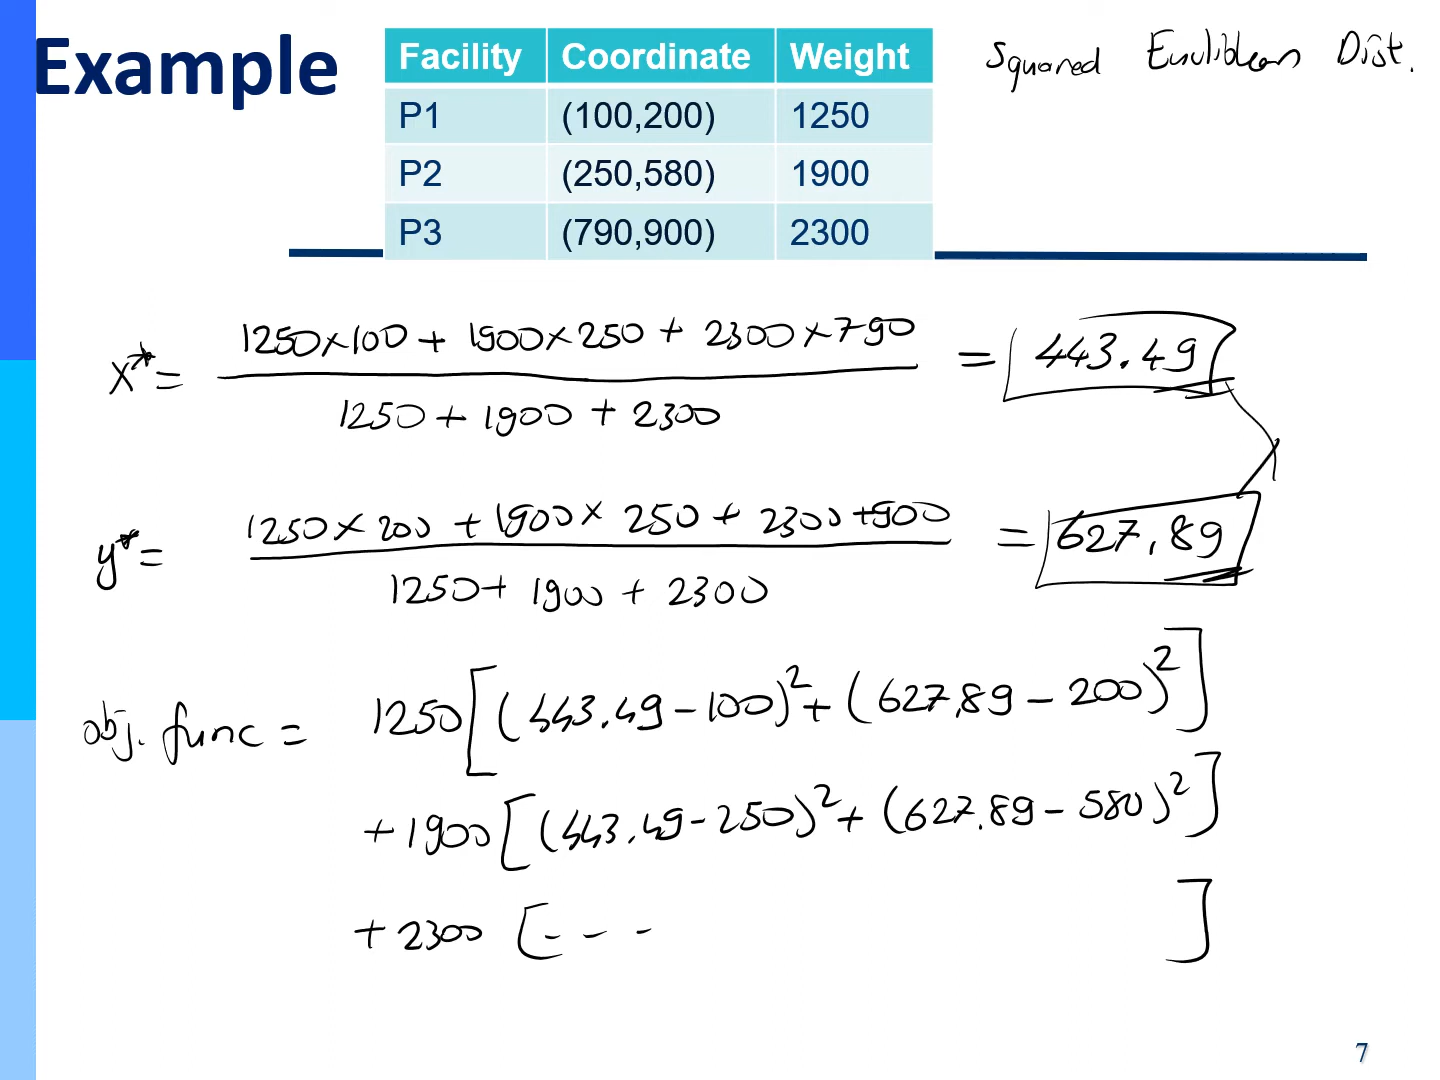 Example
Facility Coordinate Weight
P1 (100,200) 1250
P2 (250,580) 1900
P3 (790,900) 2300
Squared Euclidean Dist.
x* = 1250×100 + 1900×250 + 2300×790 = 443.49
1250 + 1900 + 2300
y* = 1250×200 + 1900×250 + 2300+900 = 627,89
1250+ 1900 + 2300
obj. func = 1250[(443.49-100)²+(627,89-200)²]
+1900[(443.49-250)²+(627.89-580)²]
+2300 [- - - ]
7